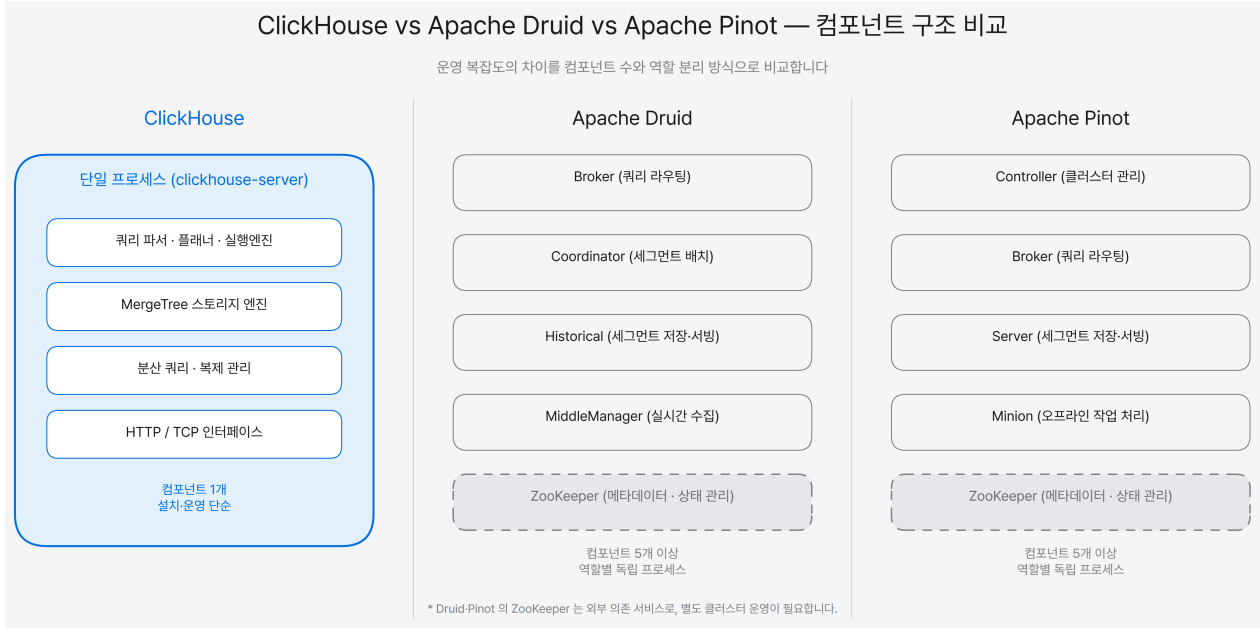 ClickHouse vs Apache Druid vs Apache Pinot — 컴포넌트 구조 비교
운영 복잡도의 차이를 컴포넌트 수와 역할 분리 방식으로 비교합니다
ClickHouse
단일 프로세스 (clickhouse-server)
쿼리 파서 · 플래너 · 실행엔진
MergeTree 스토리지 엔진
분산 쿼리 · 복제 관리
HTTP / TCP 인터페이스
컴포넌트 1개
설치·운영 단순
Apache Druid
Broker (쿼리 라우팅)
Coordinator (세그먼트 배치)
Historical (세그먼트 저장·서빙)
MiddleManager (실시간 수집)
ZooKeeper (메타데이터 · 상태 관리)
컴포넌트 5개 이상
역할별 독립 프로세스
Apache Pinot
Controller (클러스터 관리)
Broker (쿼리 라우팅)
Server (세그먼트 저장·서빙)
Minion (오프라인 작업 처리)
ZooKeeper (메타데이터 · 상태 관리)
컴포넌트 5개 이상
역할별 독립 프로세스
* Druid·Pinot 의 ZooKeeper 는 외부 의존 서비스로, 별도 클러스터 운영이 필요합니다.